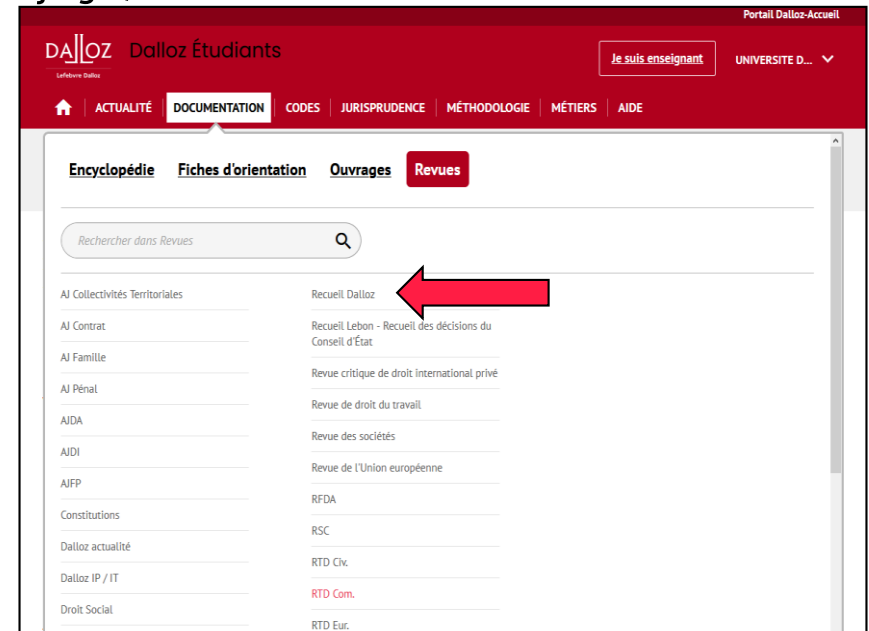 Portail Dalloz-Accueil
DALLOZ Dalloz Étudiants
Lefebvre Dalloz
Je suis enseignant
UNIVERSITE D...
ACTUALITÉ
DOCUMENTATION
CODES
JURISPRUDENCE
MÉTHODOLOGIE
MÉTIERS
AIDE
Encyclopédie
Fiches d'orientation
Ouvrages
Revues
Rechercher dans Revues
AJ Collectivités Territoriales
AJ Contrat
AJ Famille
AJ Pénal
AJDA
AJDI
AJFP
Constitutions
Dalloz actualité
Dalloz IP / IT
Droit Social
Recueil Dalloz
Recueil Lebon - Recueil des décisions du
Conseil d'État
Revue critique de droit international privé
Revue de droit du travail
Revue des sociétés
Revue de l'Union européenne
RFDA
RSC
RTD Civ.
RTD Com.
RTD Eur.